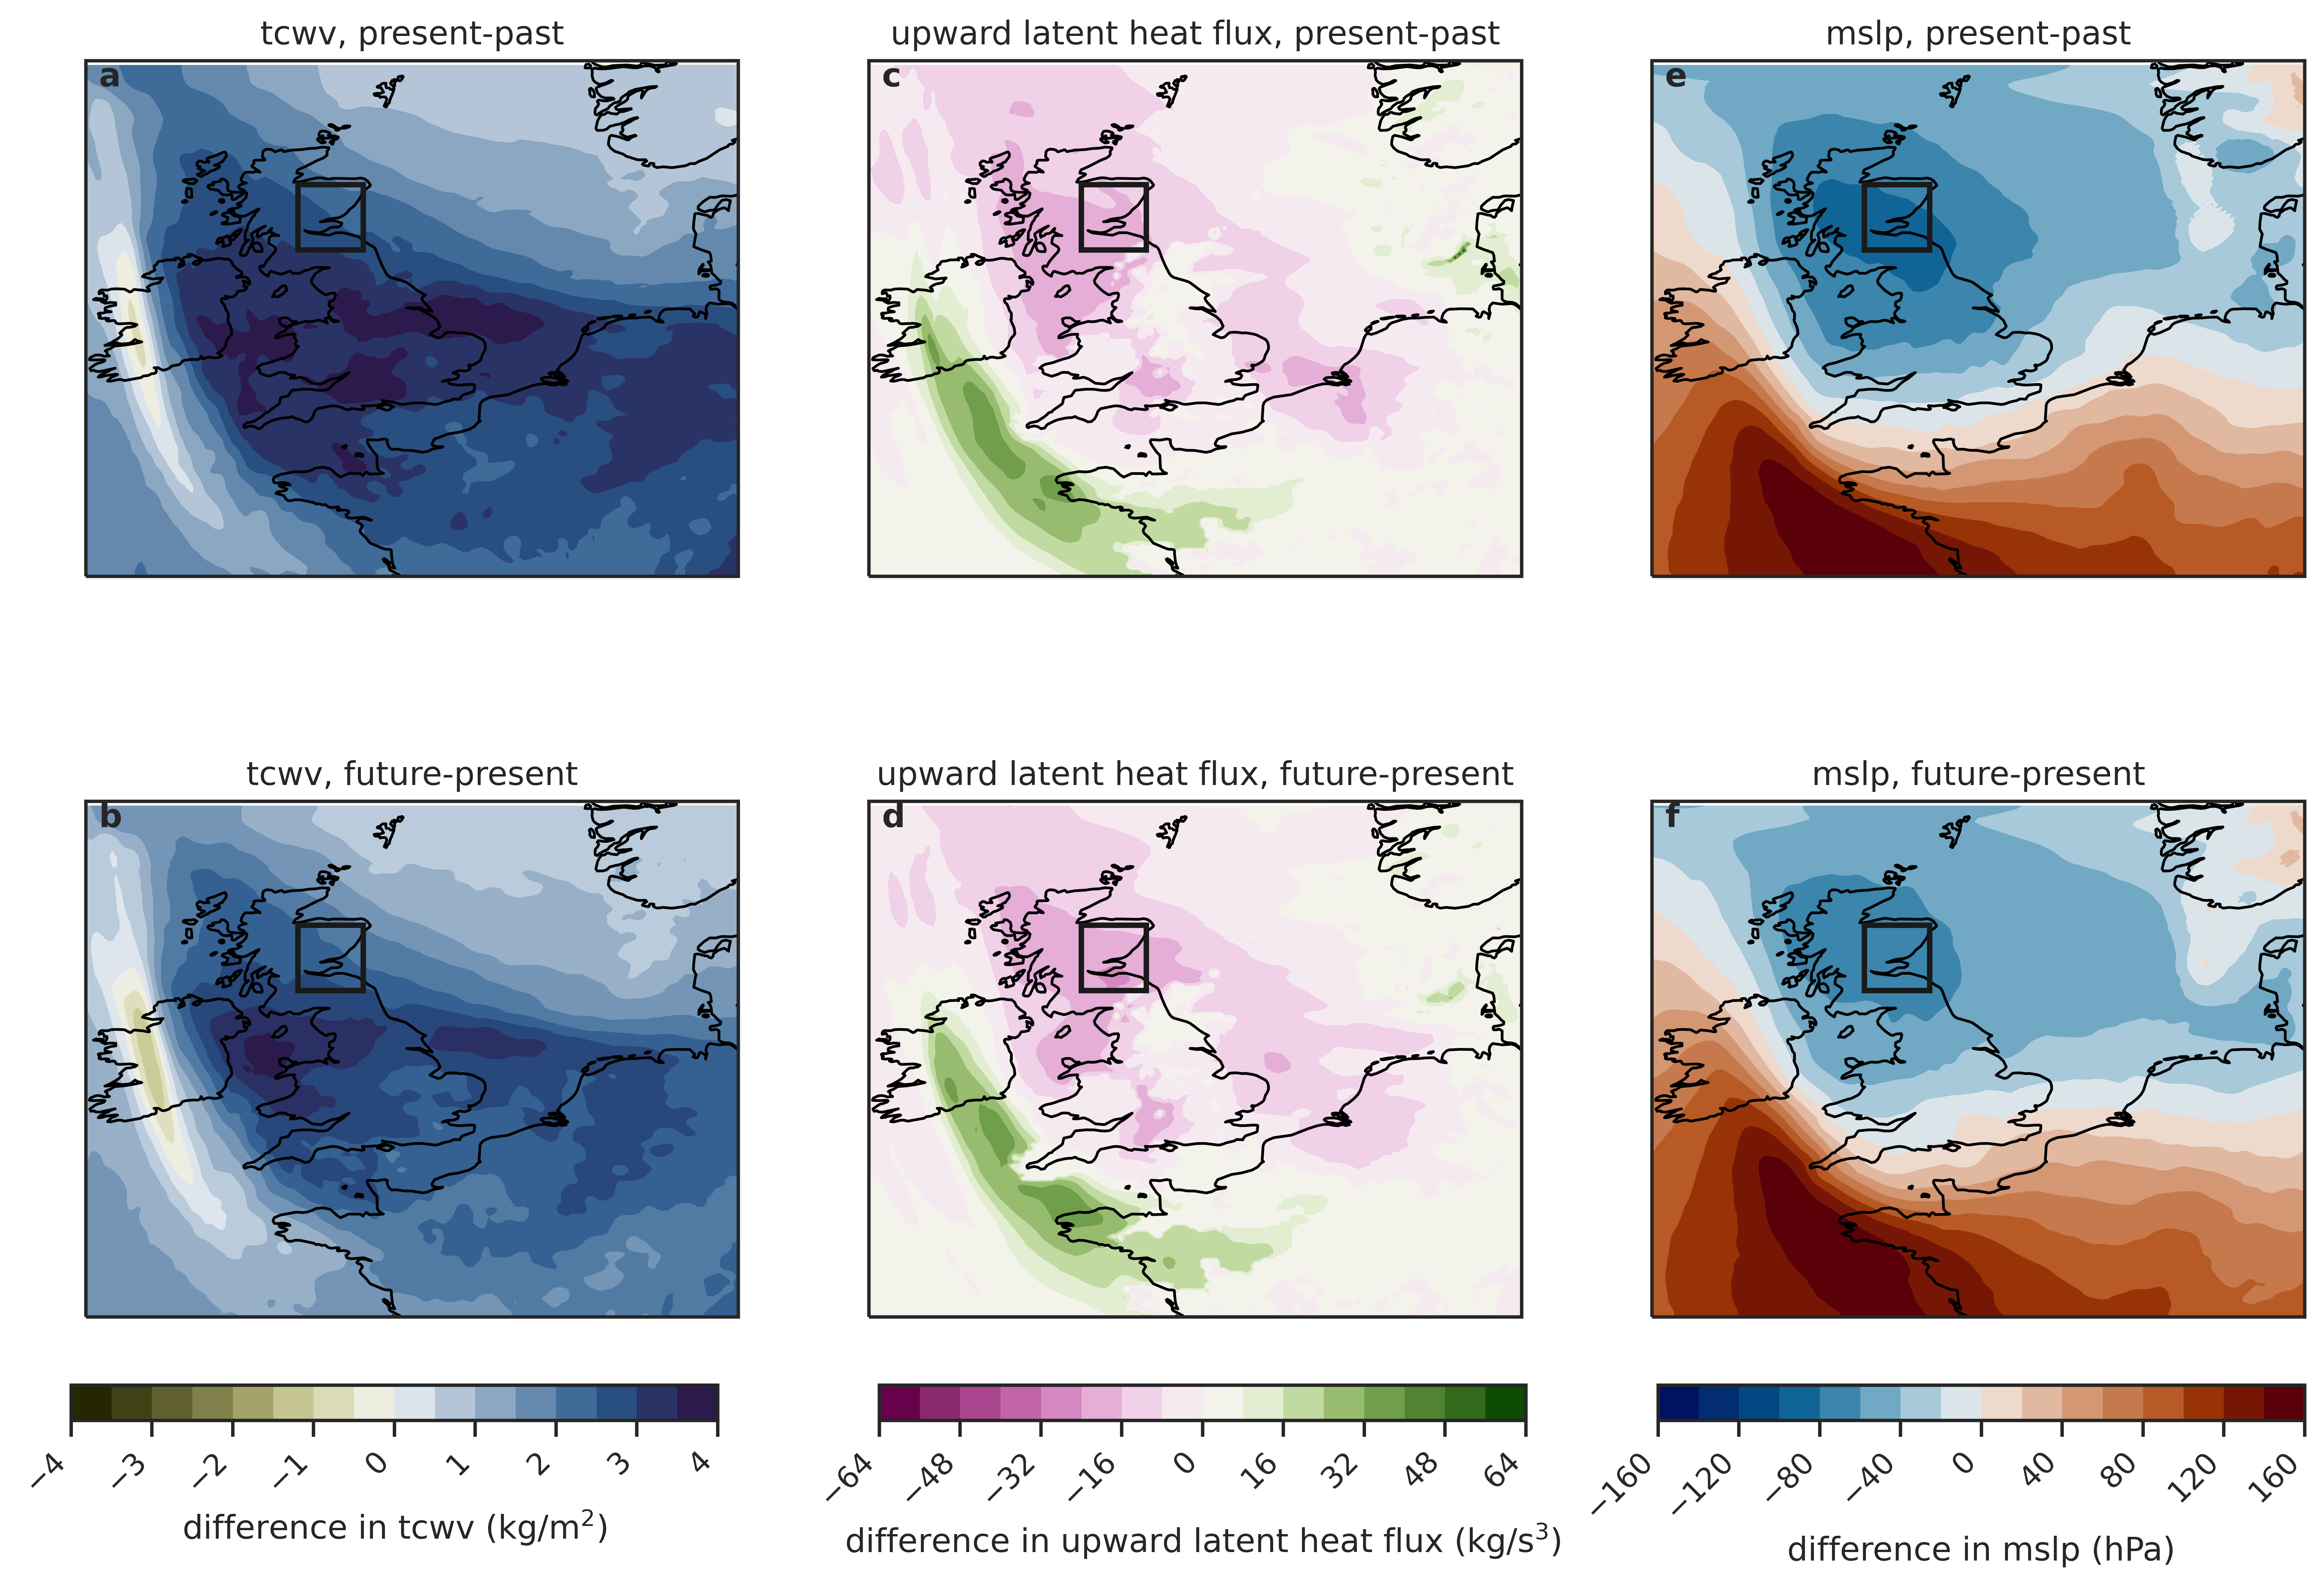 tcwv, present-past
upward latent heat flux, present-past
mslp, present-past
a
c
e
tcwv, future-present
upward latent heat flux, future-present
mslp, future-present
b
d
f
−4 −3 −2 −1 0 1 2 3 4
difference in tcwv (kg/m²)
−64 −48 −32 −16 0 16 32 48 64
difference in upward latent heat flux (kg/s³)
−160 −120 −80 −40 0 40 80 120 160
difference in mslp (hPa)